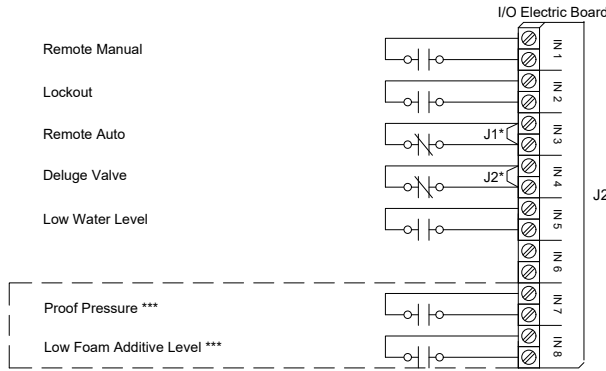 I/O Electric Board
Remote Manual
IN 1
Lockout
IN 2
Remote Auto
J1*
IN 3
Deluge Valve
J2*
IN 4
J2
Low Water Level
IN 5
IN 6
Proof Pressure ***
IN 7
Low Foam Additive Level ***
IN 8